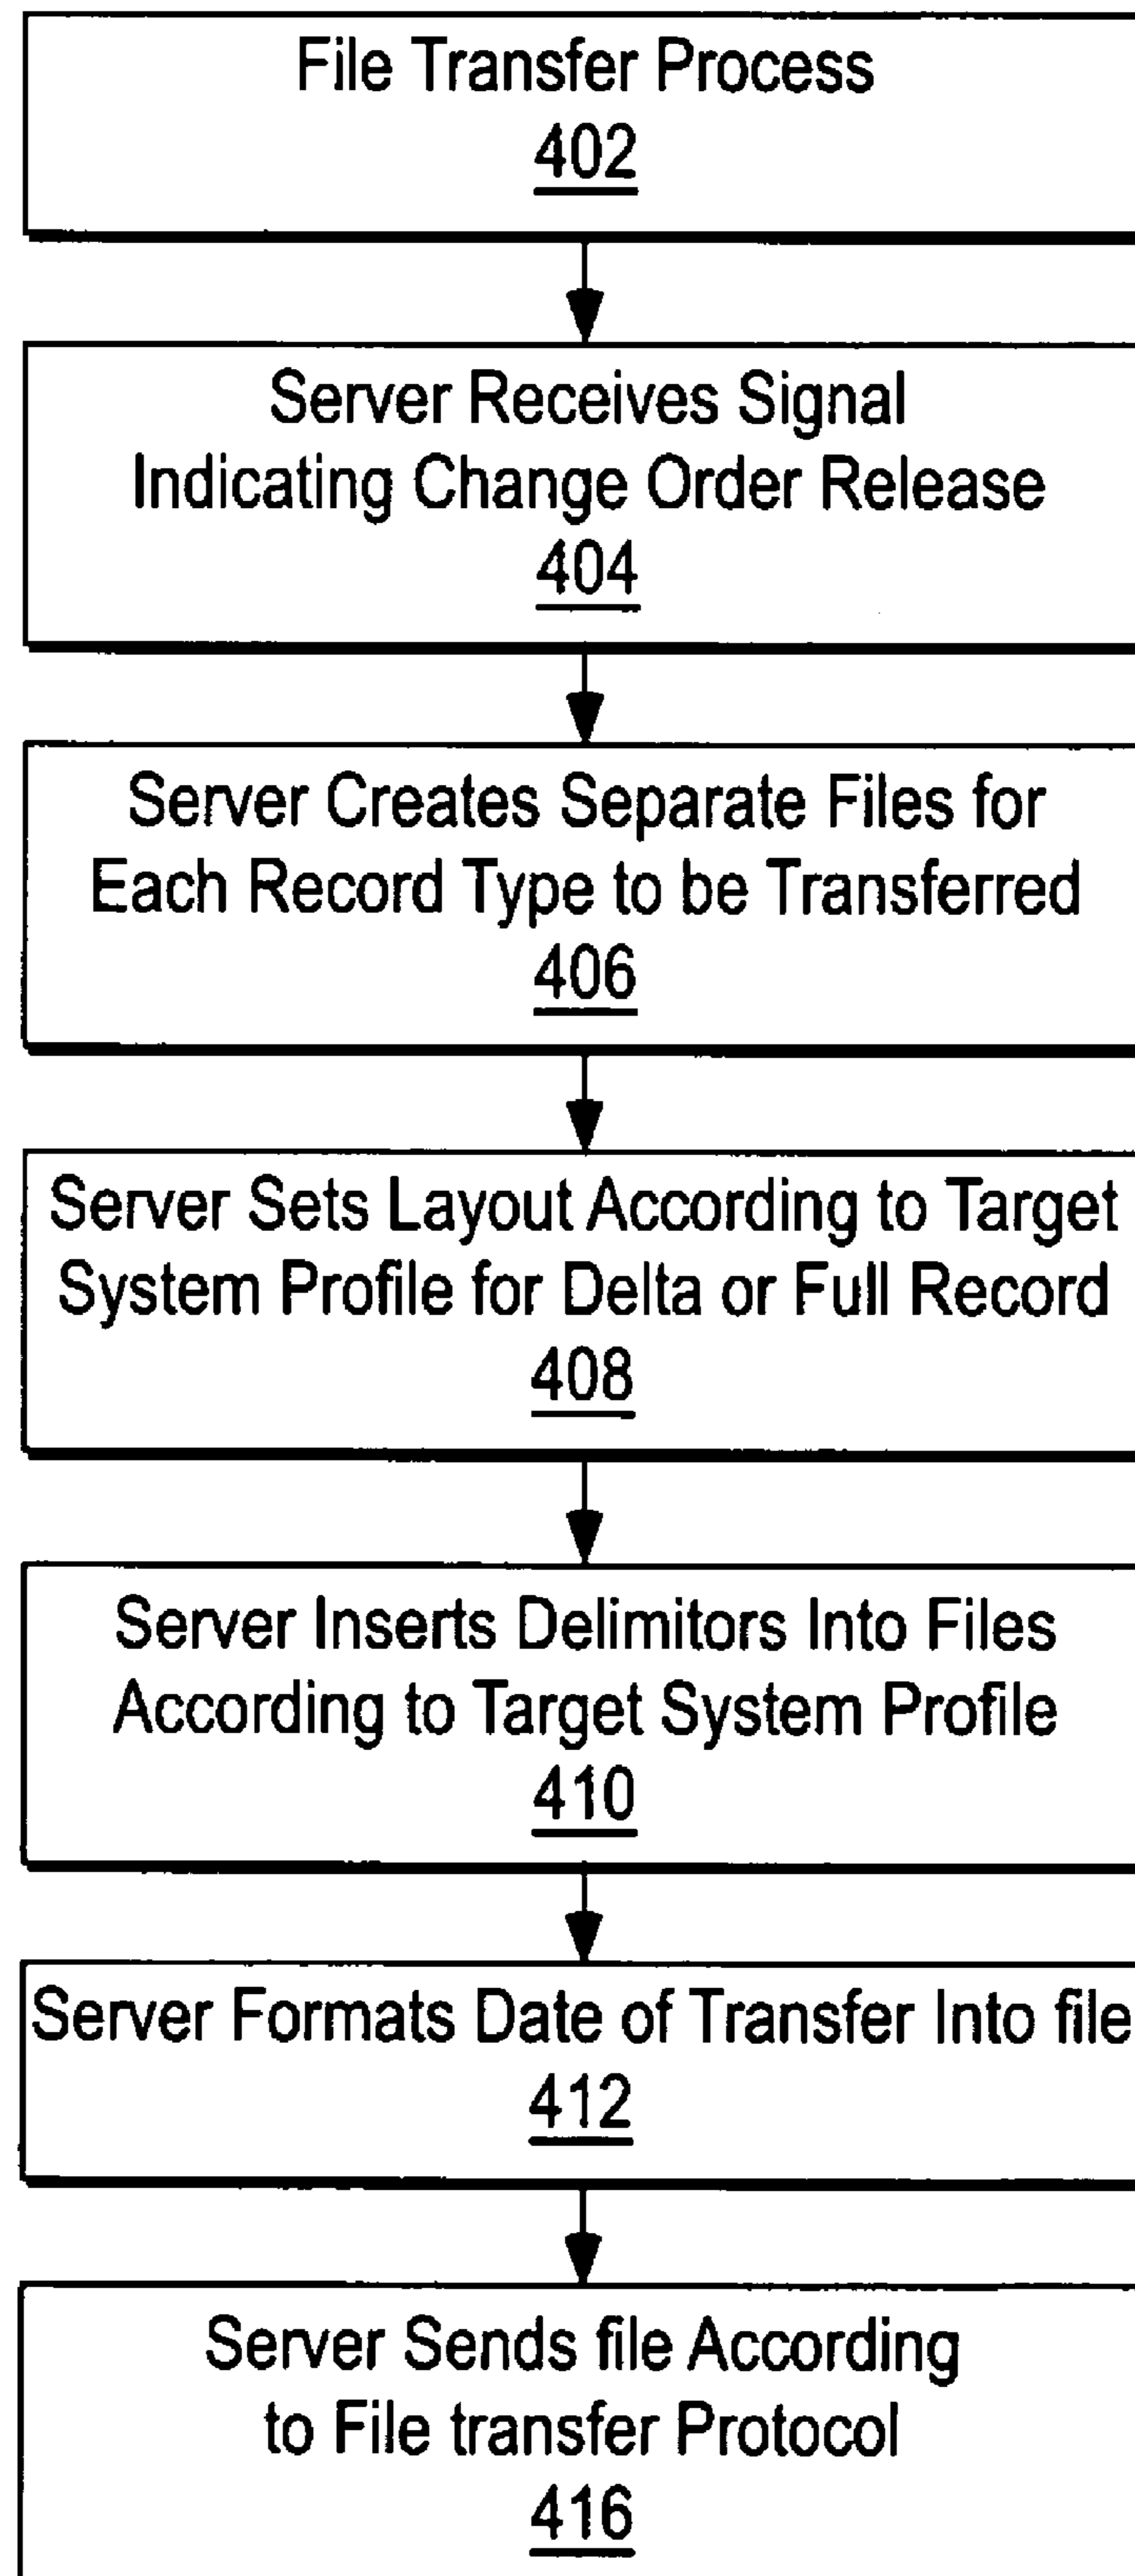 File Transfer Process
402
Server Receives Signal
Indicating Change Order Release
404
Server Creates Separate Files for
Each Record Type to be Transferred
406
Server Sets Layout According to Target
System Profile for Delta or Full Record
408
Server Inserts Delimitors Into Files
According to Target System Profile
410
Server Formats Date of Transfer Into file
412
Server Sends file According
to File transfer Protocol
416